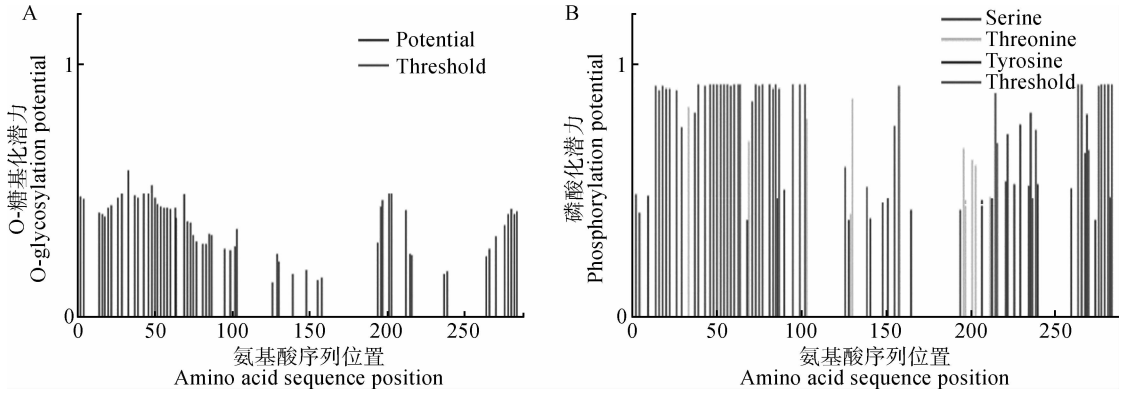 A
Potential
Threshold
1
0
O-糖基化潜力
O-glycosylation potential
0 50 100 150 200 250
氨基酸序列位置
Amino acid sequence position
B
Serine
Threonine
Tyrosine
Threshold
1
0
磷酸化潜力
Phosphorylation potential
0 50 100 150 200 250
氨基酸序列位置
Amino acid sequence position